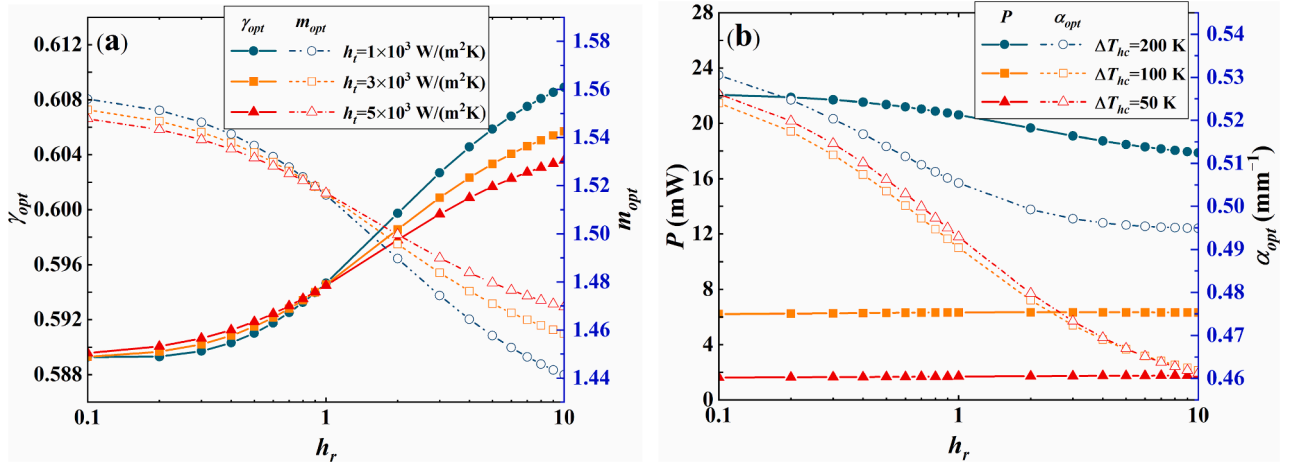 (a)
γopt mopt
ht=1×10³ W/(m²K)
ht=3×10³ W/(m²K)
ht=5×10³ W/(m²K)
0.612
0.608
0.604
0.600
0.596
0.592
0.588
γopt
1.58
1.56
1.54
1.52
1.50
1.48
1.46
1.44
mopt
0.1 1 10
hr
(b)
P αopt
ΔThc=200 K
ΔThc=100 K
ΔThc=50 K
28
26
22
20
16
12
8
6
2
0
P (mW)
0.54
0.53
0.52
0.51
0.50
0.49
0.48
0.47
0.46
αopt (mm⁻¹)
0.1 1 10
hr